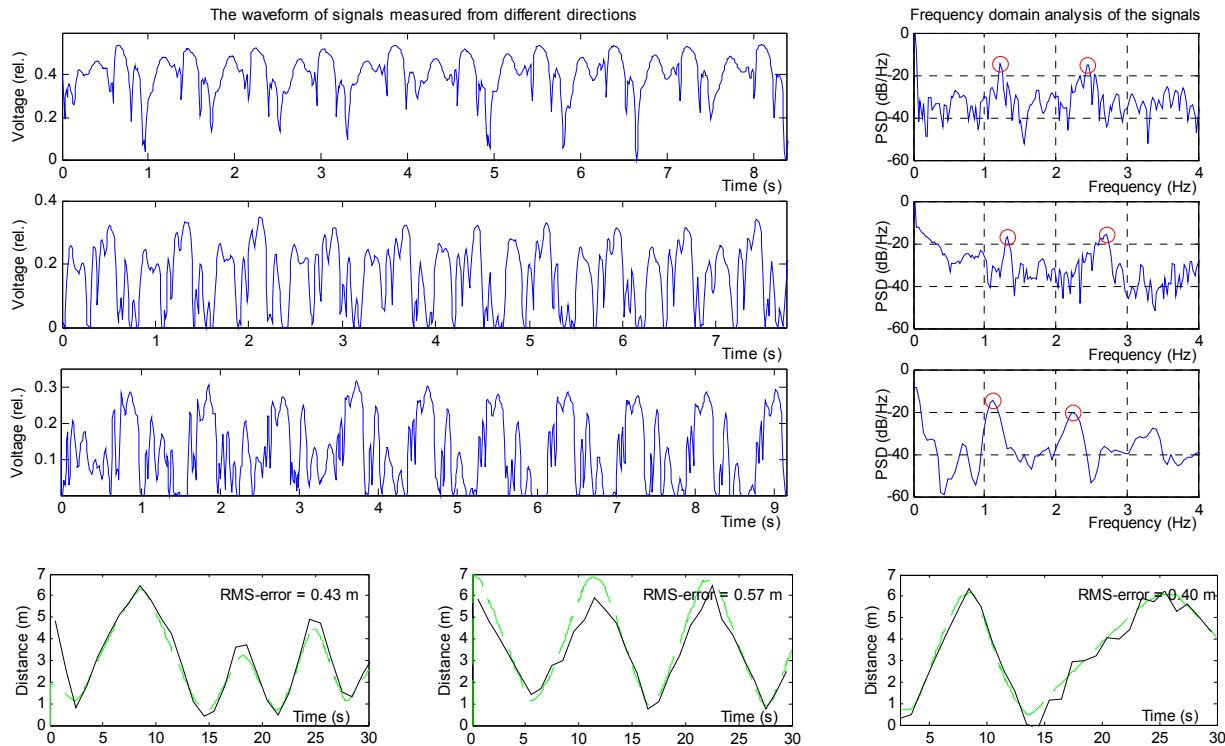 The waveform of signals measured from different directions
Frequency domain analysis of the signals
Voltage (rel.)
0.4
0.2
0
0 1 2 3 4 5 6 7 8
Time (s)
PSD (dB/Hz)
0
-20
-40
-60
0 1 2 3 4
Frequency (Hz)
Voltage (rel.)
0.4
0.2
0
0 1 2 3 4 5 6 7
Time (s)
PSD (dB/Hz)
0
-20
-40
-60
0 1 2 3 4
Frequency (Hz)
Voltage (rel.)
0.3
0.2
0.1
0 1 2 3 4 5 6 7 8 9
Time (s)
PSD (dB/Hz)
0
-20
-40
-60
0 1 2 3 4
Frequency (Hz)
Distance (m)
7
6
5
4
3
2
1
0
RMS-error = 0.43 m
Time (s)
0 5 10 15 20 25 30
Distance (m)
7
6
5
4
3
2
1
0
RMS-error = 0.57 m
Time (s)
0 5 10 15 20 25 30
Distance (m)
7
6
5
4
3
2
1
0
RMS-error = 0.40 m
Time (s)
5 10 15 20 25 30